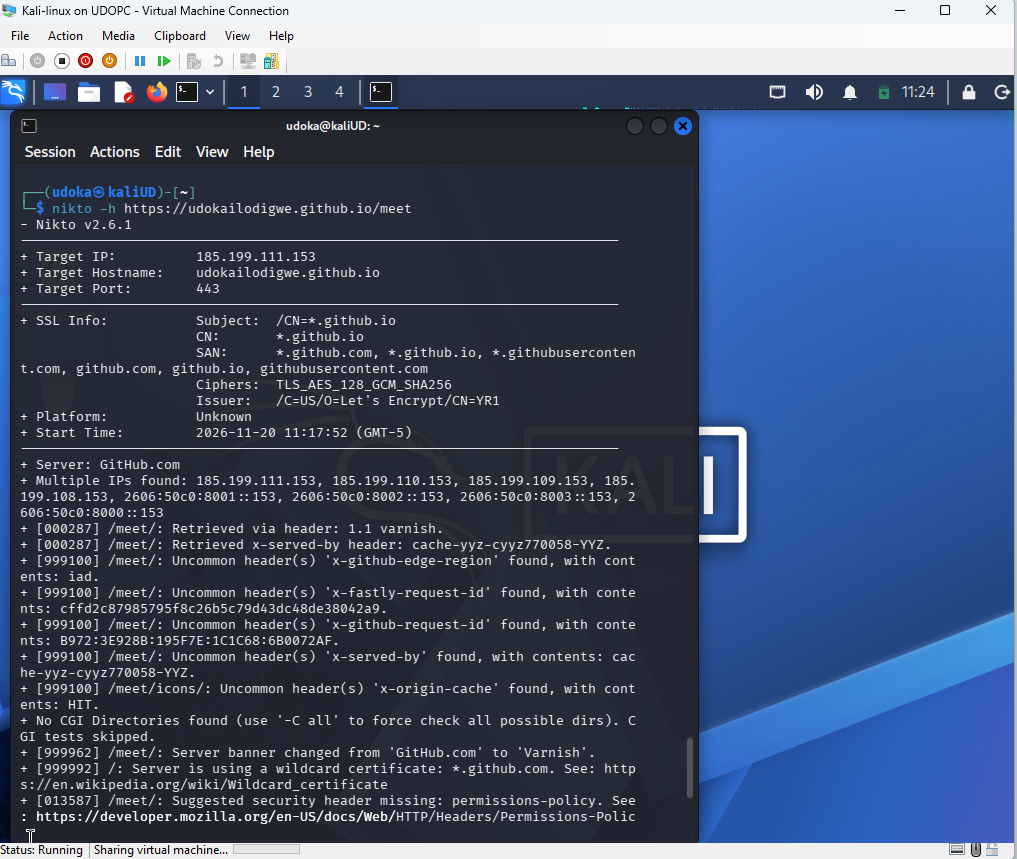 Kali-linux on UDOPC - Virtual Machine Connection
File Action Media Clipboard View Help
1 2 3 4 11:24
udoka@kaliUD: ~
Session Actions Edit View Help
┌──(udoka㉿kaliUD)-[~]
└─$ nikto -h https://udokailodigwe.github.io/meet
- Nikto v2.6.1
+ Target IP: 185.199.111.153
+ Target Hostname: udokailodigwe.github.io
+ Target Port: 443
+ SSL Info: Subject: /CN=*.github.io
CN: *.github.io
SAN: *.github.com, *.github.io, *.githubuserconten
t.com, github.com, github.io, githubusercontent.com
Ciphers: TLS_AES_128_GCM_SHA256
Issuer: /C=US/O=Let's Encrypt/CN=YR1
+ Platform: Unknown
+ Start Time: 2026-11-20 11:17:52 (GMT-5)
+ Server: GitHub.com
+ Multiple IPs found: 185.199.111.153, 185.199.110.153, 185.199.109.153, 185.
199.108.153, 2606:50c0:8001::153, 2606:50c0:8002::153, 2606:50c0:8003::153, 2
606:50c0:8000::153
+ [000287] /meet/: Retrieved via header: 1.1 varnish.
+ [000287] /meet/: Retrieved x-served-by header: cache-yyz-cyyz770058-YYZ.
+ [999100] /meet/: Uncommon header(s) 'x-github-edge-region' found, with cont
ents: iad.
+ [999100] /meet/: Uncommon header(s) 'x-fastly-request-id' found, with conte
nts: cffd2c87985795f8c26b5c79d43dc48de38042a9.
+ [999100] /meet/: Uncommon header(s) 'x-github-request-id' found, with conte
nts: B972:3E928B:195F7E:1C1C68:6B0072AF.
+ [999100] /meet/: Uncommon header(s) 'x-served-by' found, with contents: cac
he-yyz-cyyz770058-YYZ.
+ [999100] /meet/icons/: Uncommon header(s) 'x-origin-cache' found, with cont
ents: HIT.
+ No CGI Directories found (use '-C all' to force check all possible dirs). C
GI tests skipped.
+ [999962] /meet/: Server banner changed from 'GitHub.com' to 'Varnish'.
+ [999992] /: Server is using a wildcard certificate: *.github.com. See: http
s://en.wikipedia.org/wiki/Wildcard_certificate
+ [013587] /meet/: Suggested security header missing: permissions-policy. See
: https://developer.mozilla.org/en-US/docs/Web/HTTP/Headers/Permissions-Polic
KALI
Status: Running Sharing virtual machine...